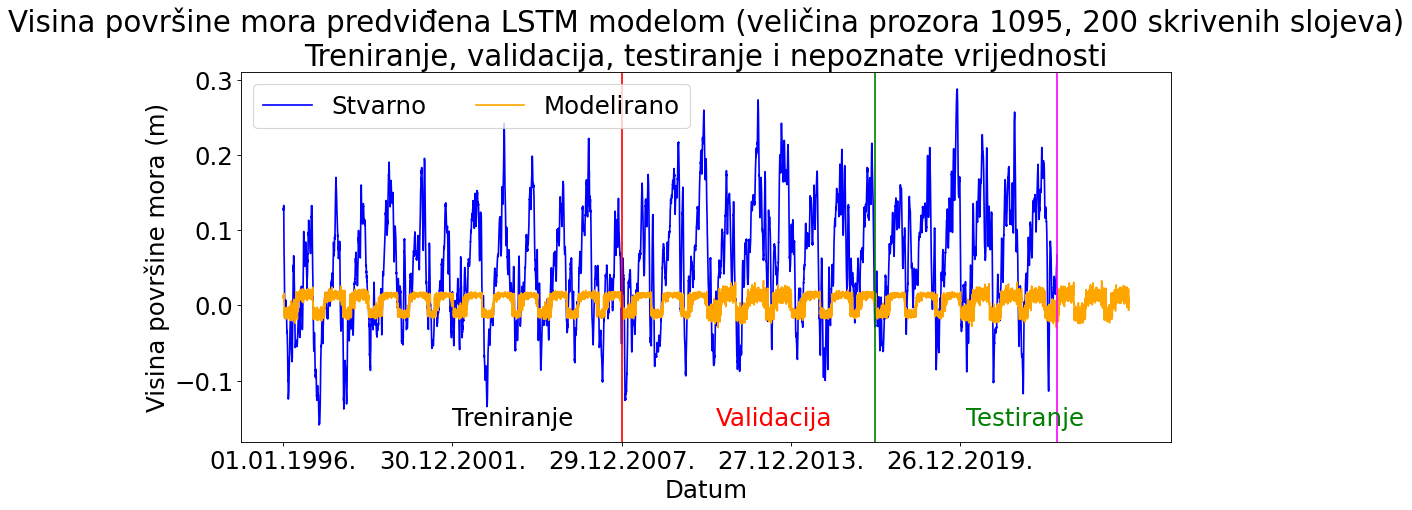 Visina površine mora predviđena LSTM modelom (veličina prozora 1095, 200 skrivenih slojeva)
Treniranje, validacija, testiranje i nepoznate vrijednosti
Stvarno
Modelirano
Visina površine mora (m)
0.3
0.2
0.1
0.0
−0.1
Treniranje
Validacija
Testiranje
01.01.1996.
30.12.2001.
29.12.2007.
27.12.2013.
26.12.2019.
Datum